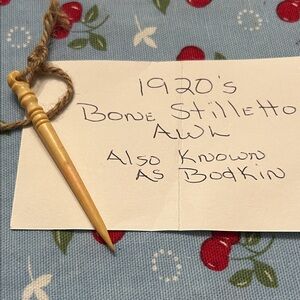 1920's
Bone Stilletto
Awl
Also Known
As Bodkin